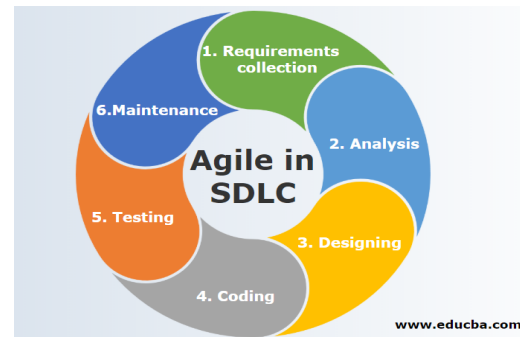 1. Requirements
collection
2. Analysis
3. Designing
4. Coding
5. Testing
6.Maintenance
Agile in
SDLC
www.educba.com